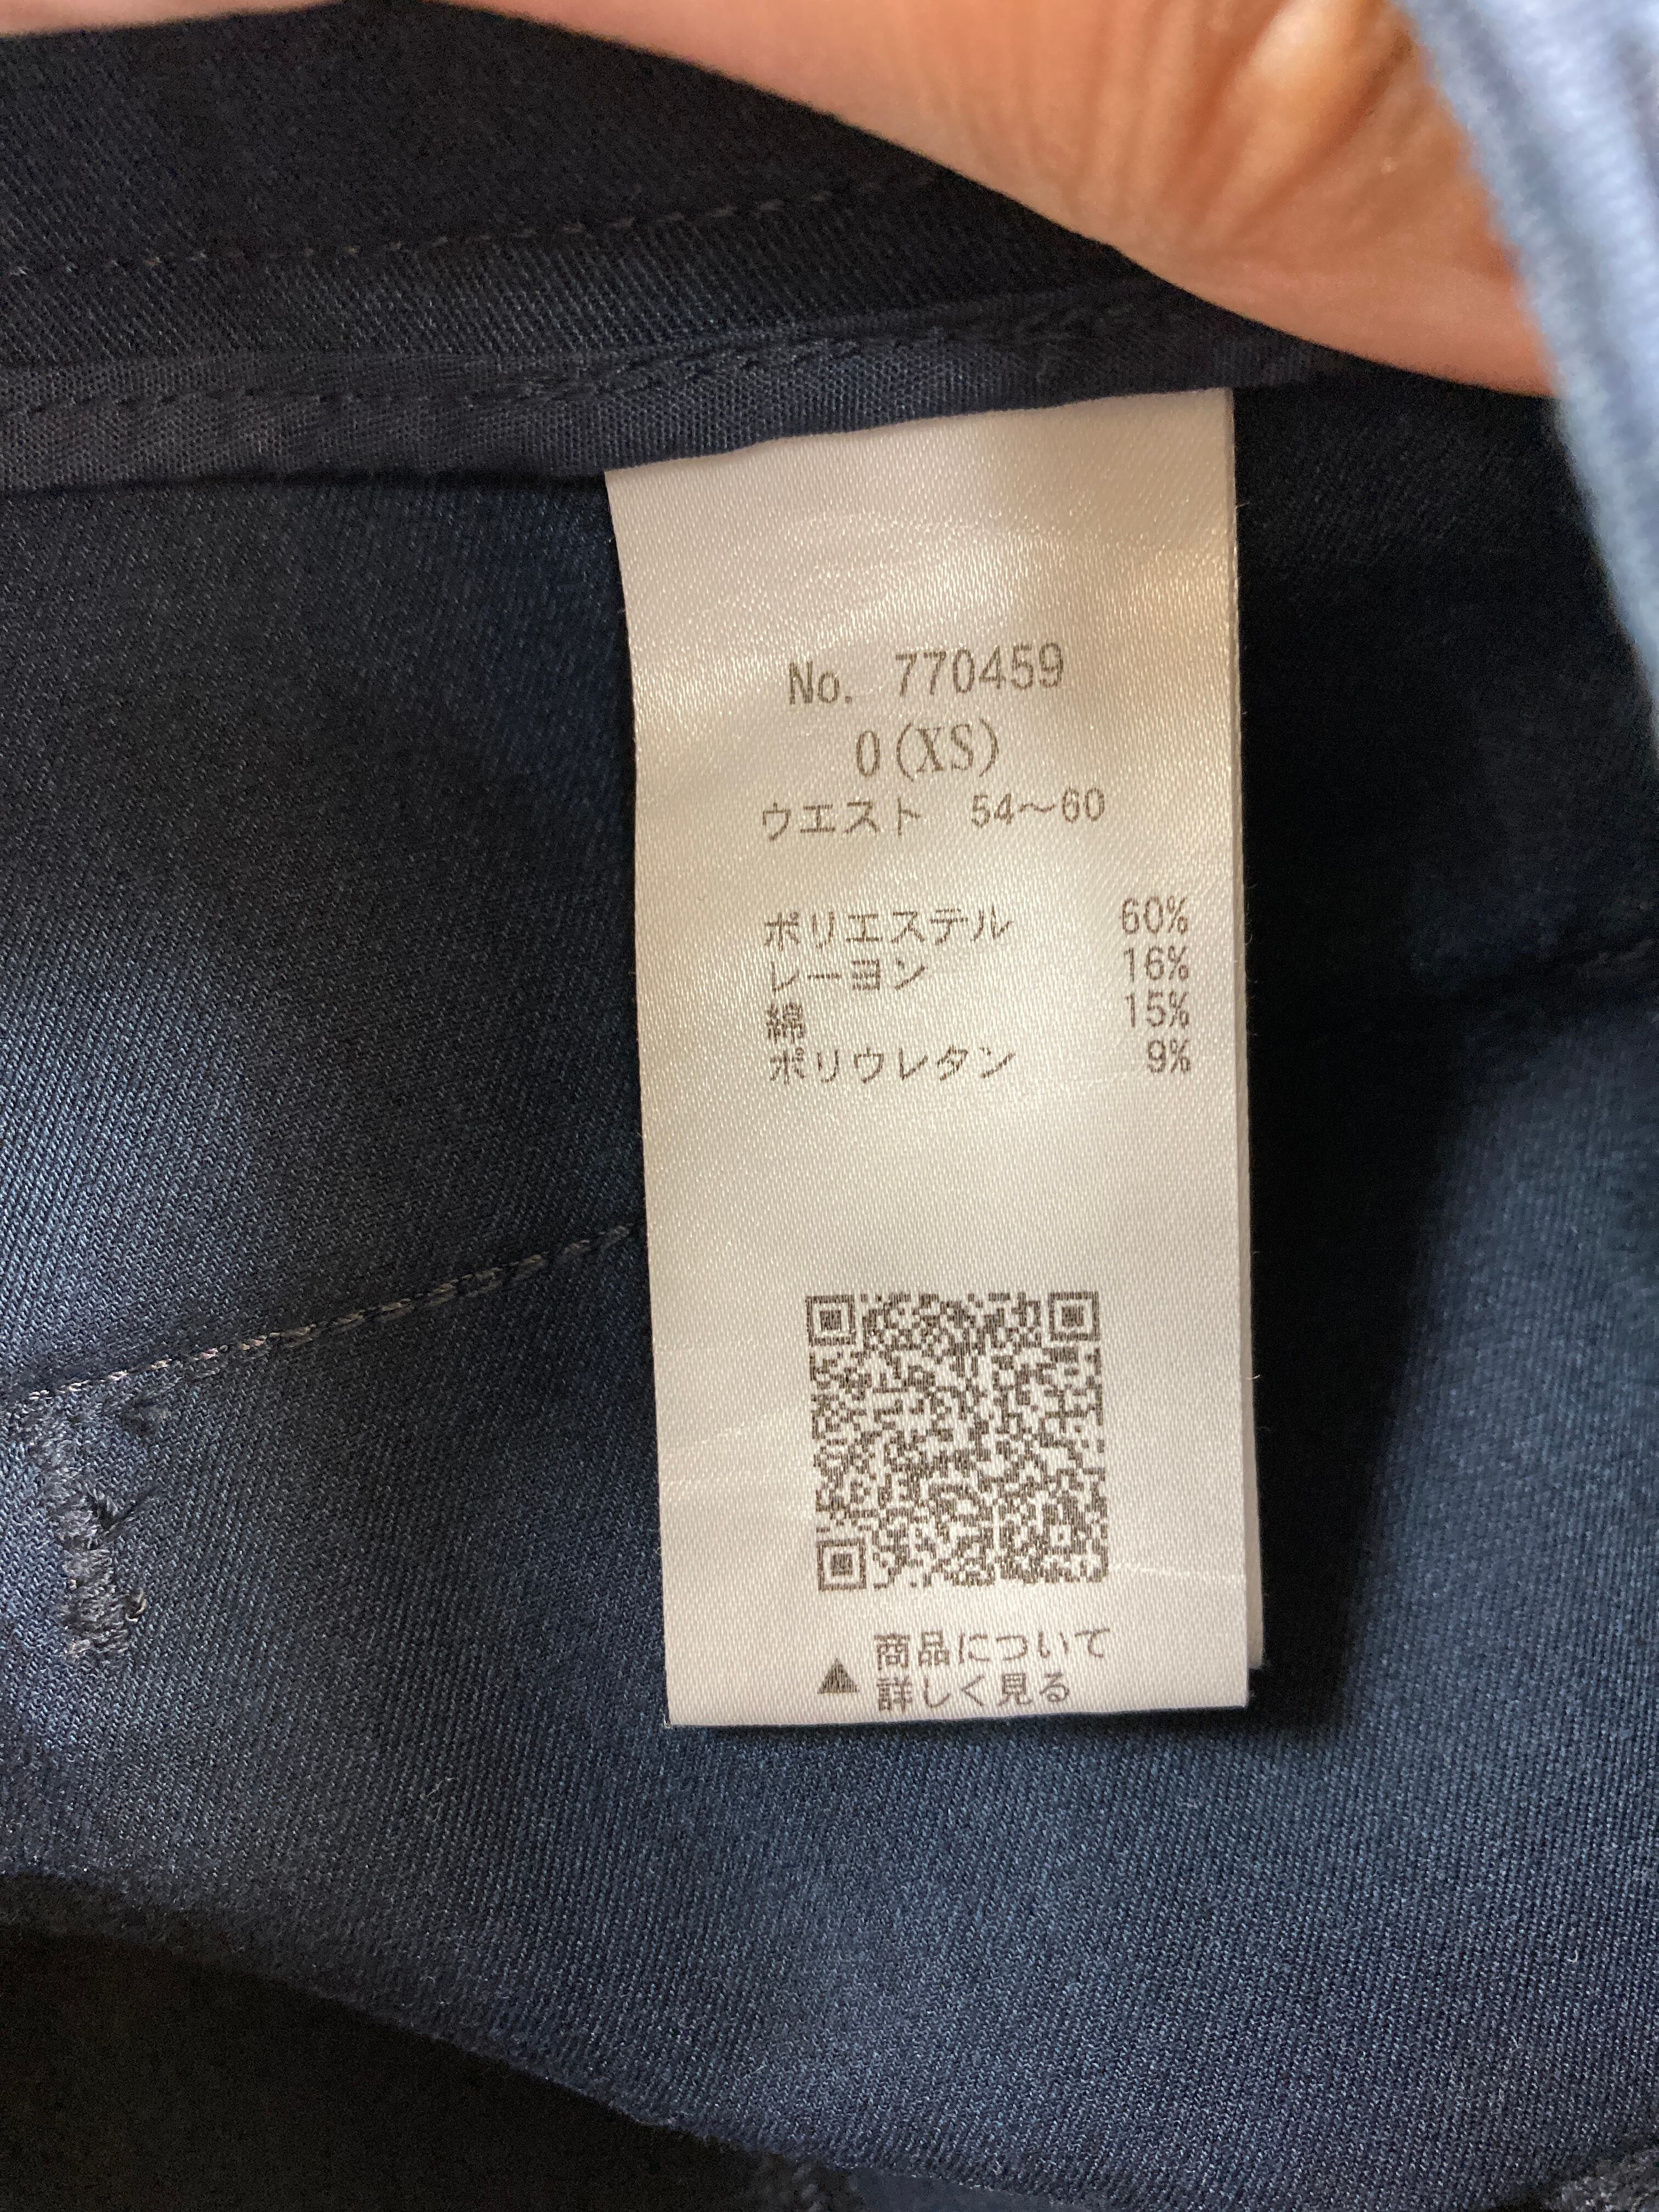 No. 770459
0(XS)
ウエスト 54～60
ポリエステル 60%
レーヨン 16%
綿 15%
ポリウレタン 9%
▲ 商品について
詳しく見る